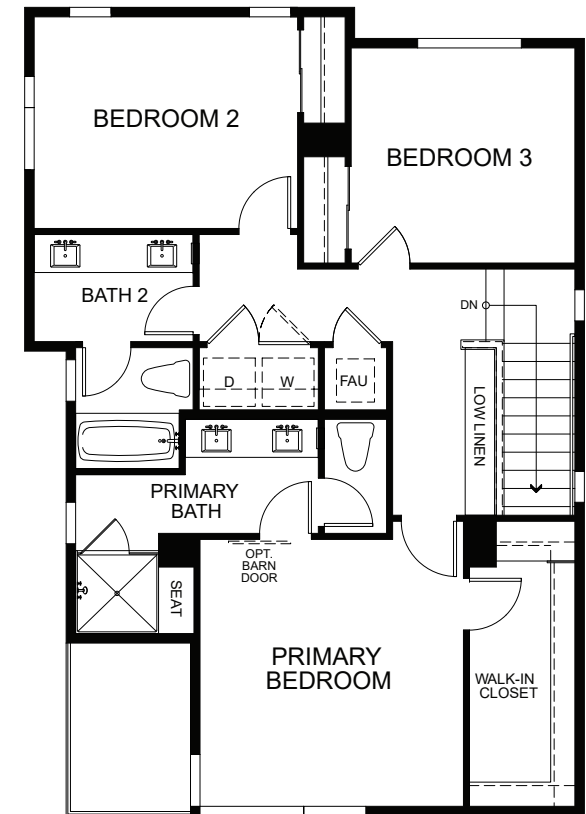 BEDROOM 2
BEDROOM 3
BATH 2
DN
D
W
FAU
LOW LINEN
PRIMARY
BATH
OPT.
BARN
DOOR
SEAT
PRIMARY
BEDROOM
WALK-IN
CLOSET